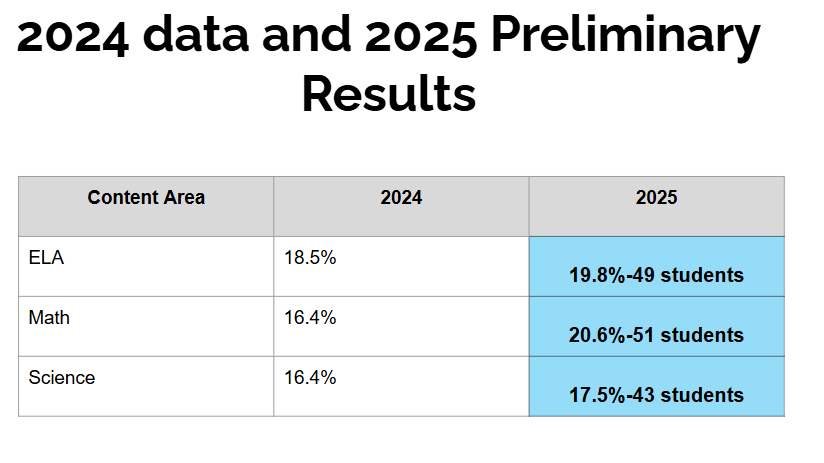 2024 data and 2025 Preliminary
Results
Content Area 2024 2025
ELA 18.5% 19.8%-49 students
Math 16.4% 20.6%-51 students
Science 16.4% 17.5%-43 students